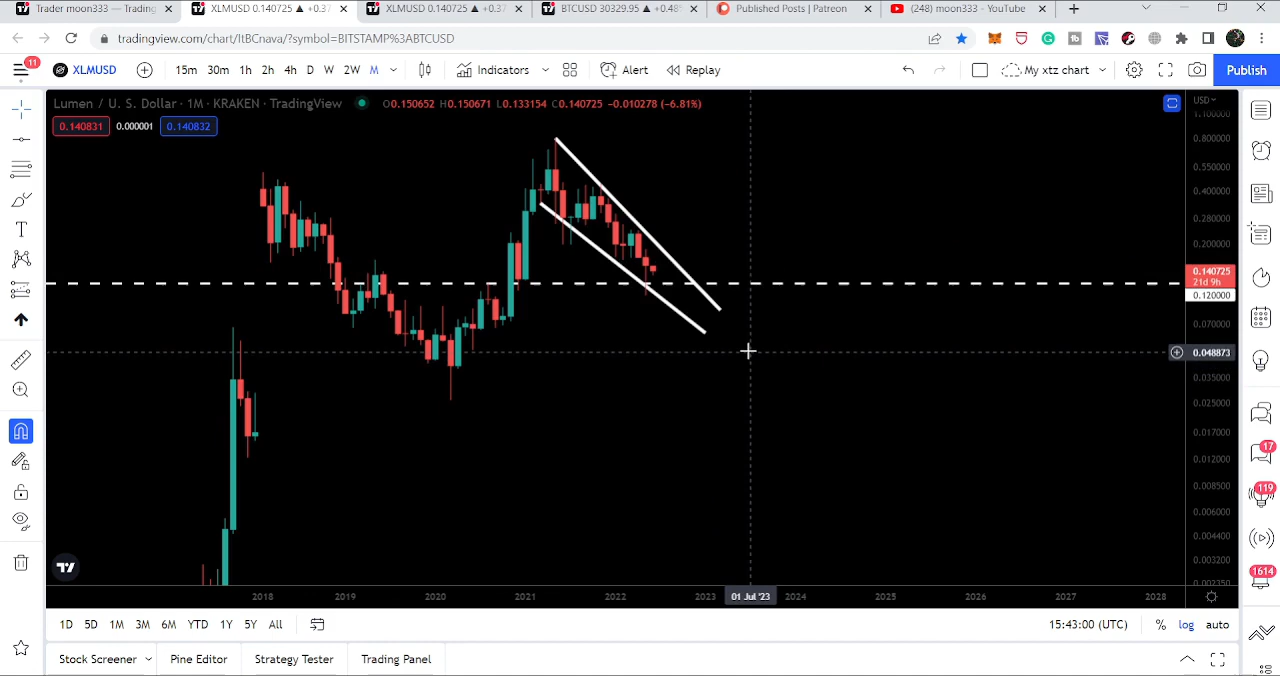 Trader moon333 — Trading
XLMUSD 0.140725 ▲ +0.37
XLMUSD 0.140725 ▲ +0.37
BTCUSD 30329.95 ▲ +0.48
Published Posts | Patreon
(248) moon333 - YouTube
tradingview.com/chart/ItBCnava/?symbol=BITSTAMP%3ABTCUSD
11
XLMUSD
15m 30m 1h 2h 4h D W 2W M
Indicators
Alert
Replay
My xtz chart
Publish
Lumen / U. S. Dollar · 1M · KRAKEN · TradingView
O0.150652 H0.150671 L0.133154 C0.140725 −0.010278 (−6.81%)
USD
1.100000
0.140831 0.000001 0.140832
0.800000
0.550000
0.400000
0.280000
0.200000
0.140725
21d 9h
0.120000
0.070000
0.048873
0.035000
0.025000
0.017000
0.012000
0.008500
0.006000
0.004400
0.003200
0.002350
17
119
1614
2018 2019 2020 2021 2022 2023 01 Jul '23 2024 2025 2026 2027 2028
1D 5D 1M 3M 6M YTD 1Y 5Y All
15:43:00 (UTC)
% log auto
Stock Screener
Pine Editor
Strategy Tester
Trading Panel